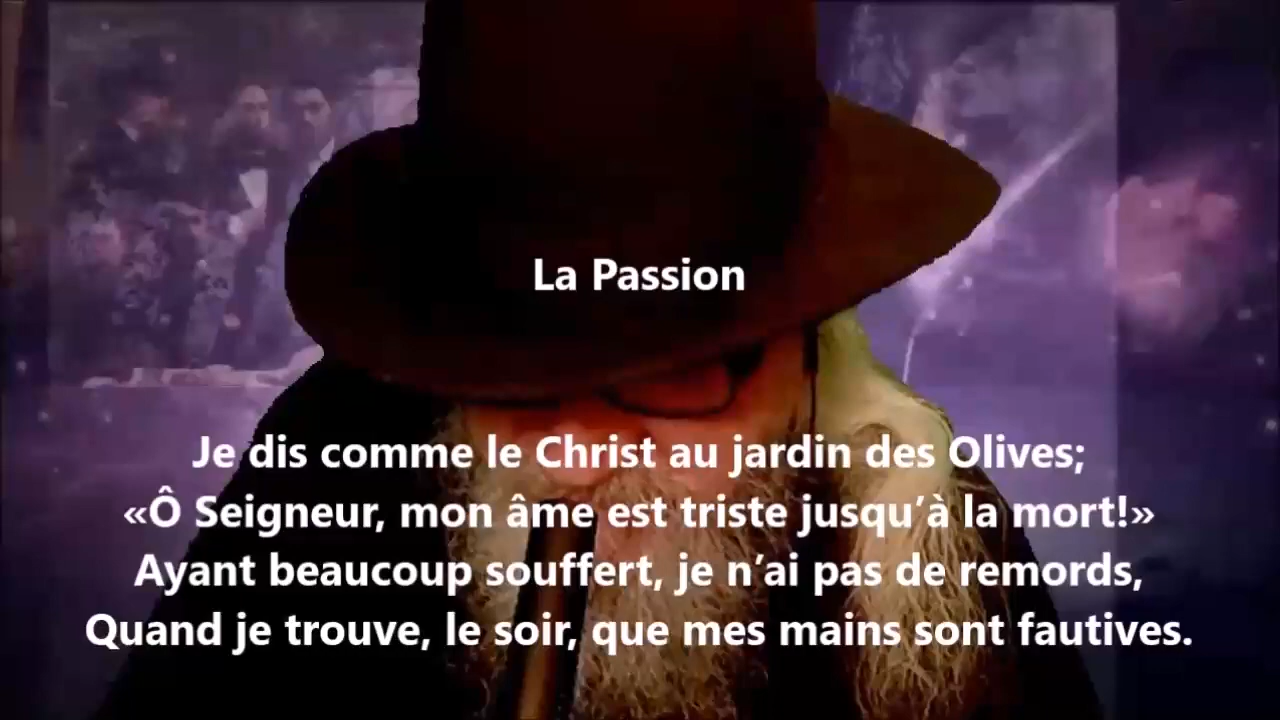 La Passion
Je dis comme le Christ au jardin des Olives;
«Ô Seigneur, mon âme est triste jusqu’à la mort!»
Ayant beaucoup souffert, je n’ai pas de remords,
Quand je trouve, le soir, que mes mains sont fautives.